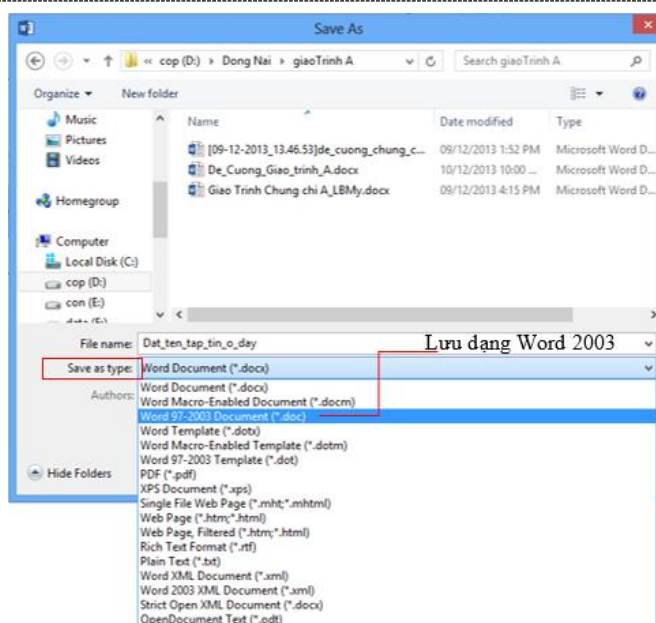 Save As
« cop (D:) › Dong Nai › giaoTrinh A
Search giaoTrinh A
Organize
New folder
Music
Pictures
Videos
Homegroup
Computer
Local Disk (C:)
cop (D:)
con (E:)
Name Date modified Type
[09-12-2013_13.46.53]de_cuong_chung_c... 09/12/2013 1:52 PM Microsoft Word D...
De_Cuong_Giao_trinh_A.docx 10/12/2013 10:00 ... Microsoft Word D...
Giao Trinh Chung chi A_LBMy.docx 09/12/2013 4:15 PM Microsoft Word D...
File name: Dat_ten_tap_tin_o_day
Lưu dạng Word 2003
Save as type: Word Document (*.docx)
Authors:
Word Document (*.docx)
Word Macro-Enabled Document (*.docm)
Word 97-2003 Document (*.doc)
Word Template (*.dotx)
Word Macro-Enabled Template (*.dotm)
Word 97-2003 Template (*.dot)
PDF (*.pdf)
XPS Document (*.xps)
Single File Web Page (*.mht;*.mhtml)
Web Page (*.htm;*.html)
Web Page, Filtered (*.htm;*.html)
Rich Text Format (*.rtf)
Plain Text (*.txt)
Word XML Document (*.xml)
Word 2003 XML Document (*.xml)
Strict Open XML Document (*.docx)
OpenDocument Text (*.odt)
Hide Folders